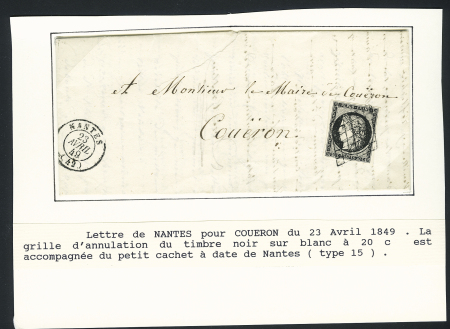 A Monsieur le Maire de Couëron
Couëron.
NANTES
23
AVRIL
49
(42)
Lettre de NANTES pour COUERON du 23 Avril 1849 . La
grille d'annulation du timbre noir sur blanc à 20 c est
accompagnée du petit cachet à date de Nantes ( type 15 ) .